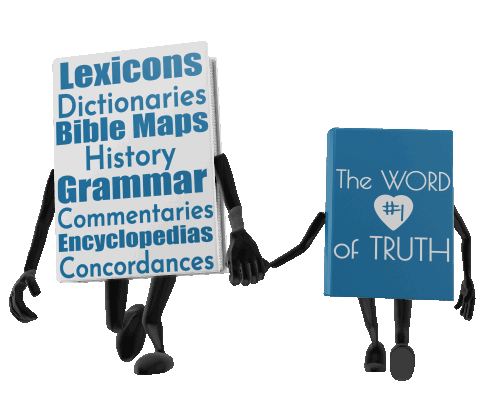 Lexicons
Dictionaries
Bible Maps
History
Grammar
Commentaries
Encyclopedias
Concordances
The WORD
#1
of TRUTH